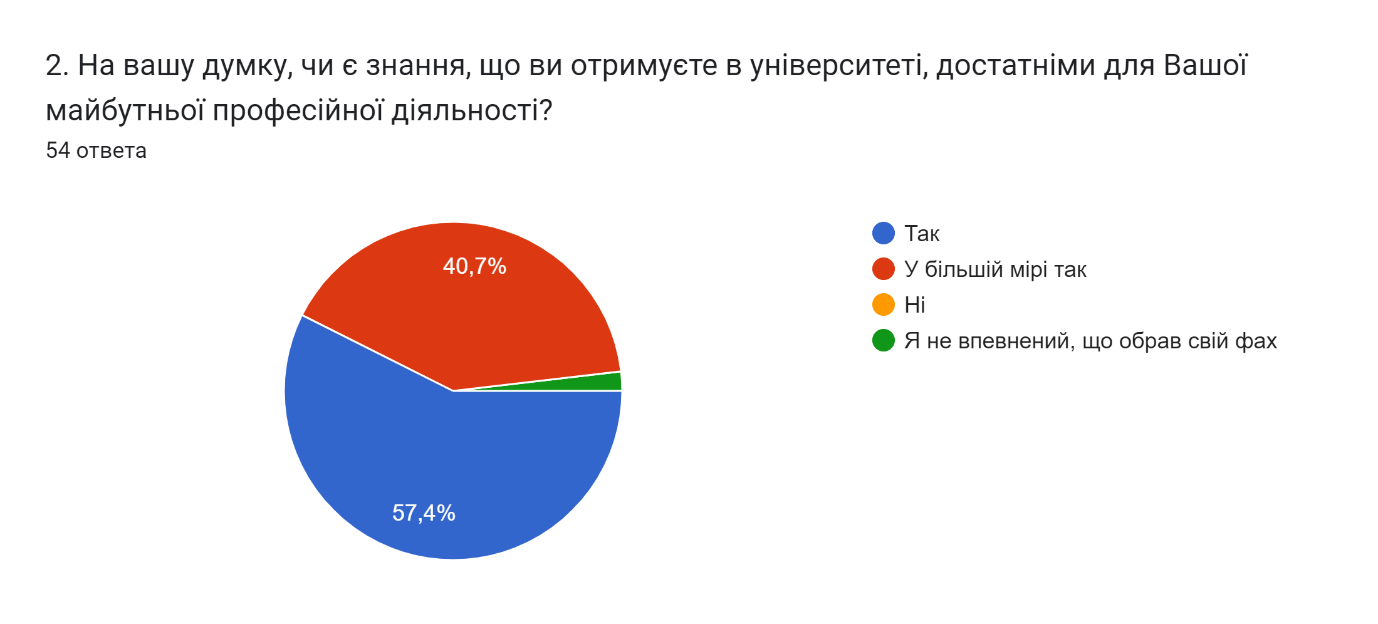 2. На вашу думку, чи є знання, що ви отримуєте в університеті, достатніми для Вашої
майбутньої професійної діяльності?
54 ответа
40,7%
57,4%
Так
У більшій мірі так
Ні
Я не впевнений, що обрав свій фах